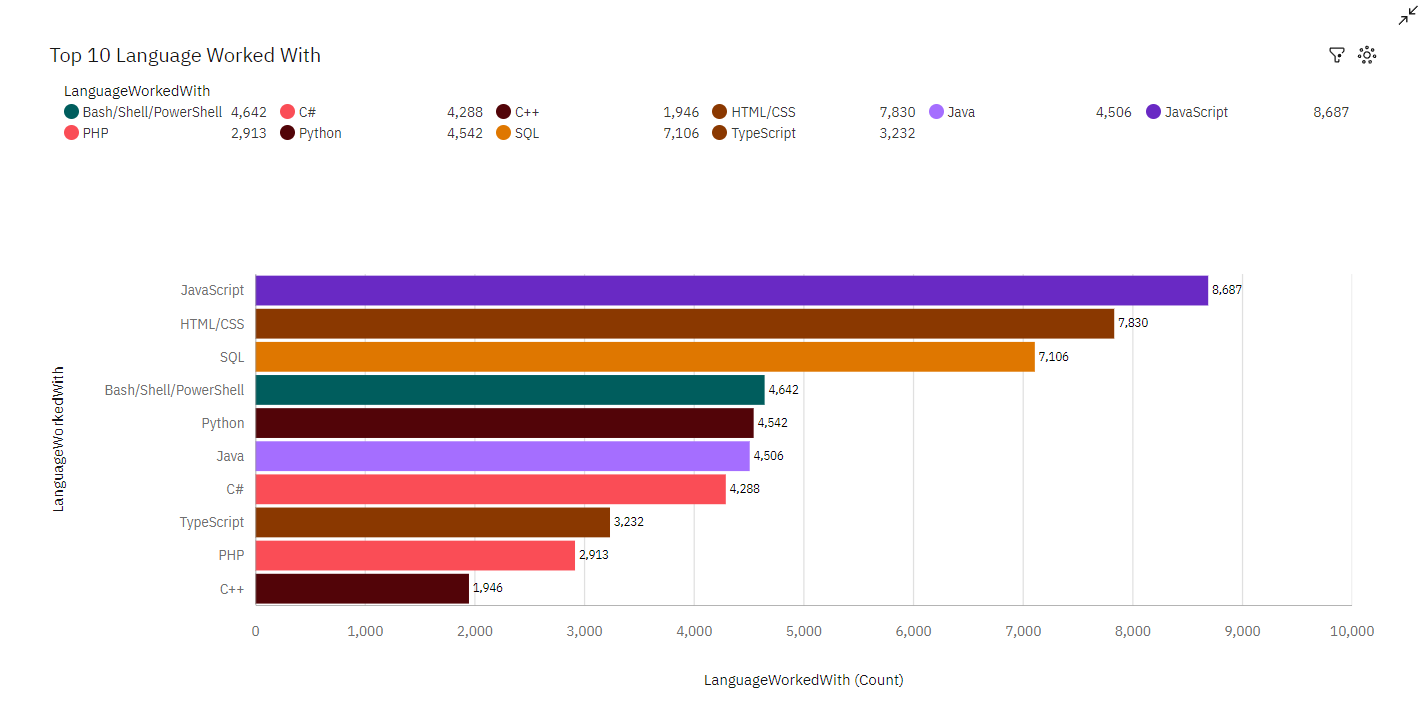 Top 10 Language Worked With
LanguageWorkedWith
Bash/Shell/PowerShell 4,642 C# 4,288 C++ 1,946 HTML/CSS 7,830 Java 4,506 JavaScript 8,687
PHP 2,913 Python 4,542 SQL 7,106 TypeScript 3,232
LanguageWorkedWith
JavaScript 8,687
HTML/CSS 7,830
SQL 7,106
Bash/Shell/PowerShell 4,642
Python 4,542
Java 4,506
C# 4,288
TypeScript 3,232
PHP 2,913
C++ 1,946
0 1,000 2,000 3,000 4,000 5,000 6,000 7,000 8,000 9,000 10,000
LanguageWorkedWith (Count)